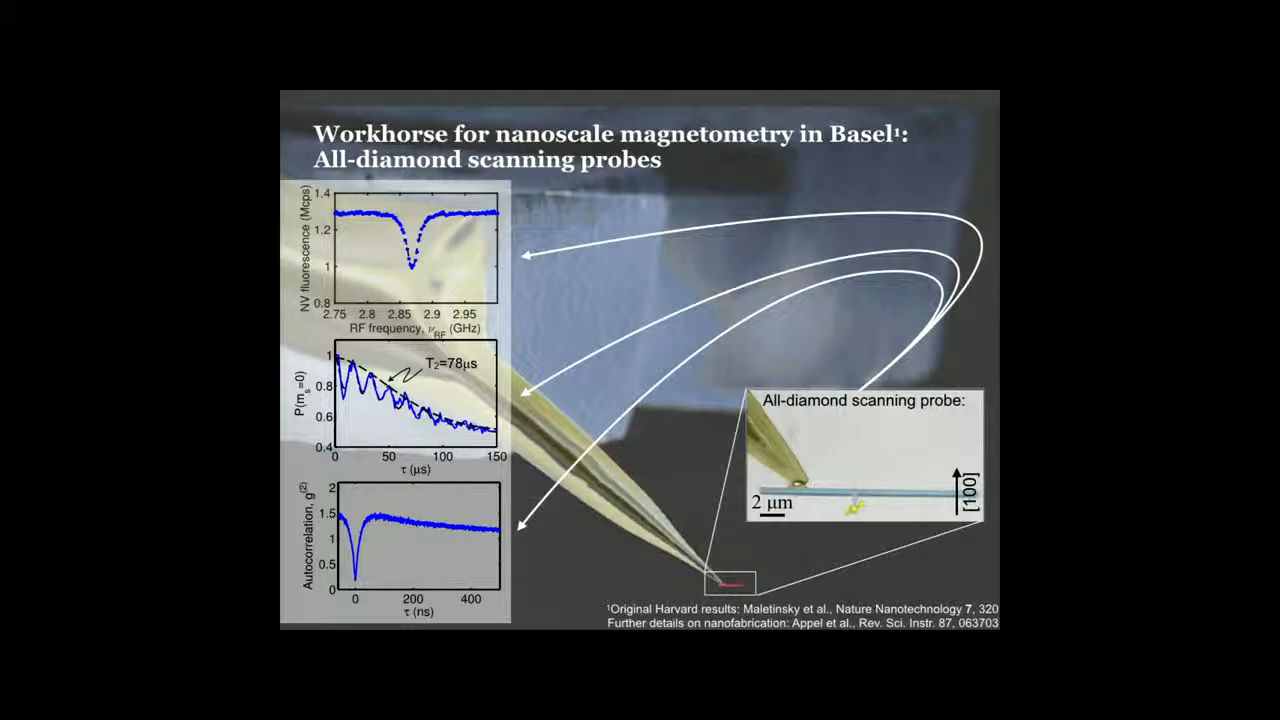 Workhorse for nanoscale magnetometry in Basel¹:
All-diamond scanning probes
NV fluorescence (Mcps)
1.4
1.2
1
0.8
2.75 2.8 2.85 2.9 2.95
RF frequency, νRF (GHz)
P(ms=0)
1
0.8
0.6
0.4
T2=78μs
0 50 100 150
τ (μs)
Autocorrelation, g(2)
2
1.5
1
0.5
0
0 200 400
τ (ns)
All-diamond scanning probe:
2 μm
[100]
¹Original Harvard results: Maletinsky et al., Nature Nanotechnology 7, 320
Further details on nanofabrication: Appel et al., Rev. Sci. Instr. 87, 063703